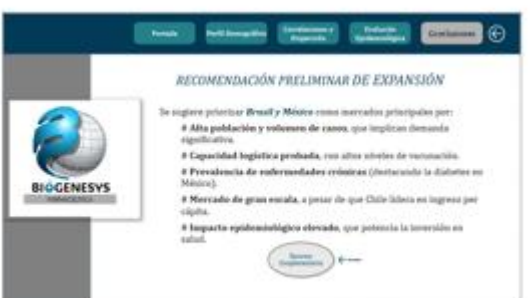 Portada
Perfil Demográfico
Correlaciones y
Proporción
Evolución
Epidemiológica
Conclusiones
RECOMENDACIÓN PRELIMINAR DE EXPANSIÓN
Se sugiere priorizar Brasil y México como mercados principales por:
# Alta población y volumen de casos, que implican demanda
significativa.
# Capacidad logística probada, con altos niveles de vacunación.
# Prevalencia de enfermedades crónicas (destacando la diabetes en
México).
# Mercado de gran escala, a pesar de que Chile lidera en ingreso per
cápita.
# Impacto epidemiológico elevado, que potencia la inversión en
salud.
BIOGENESYS